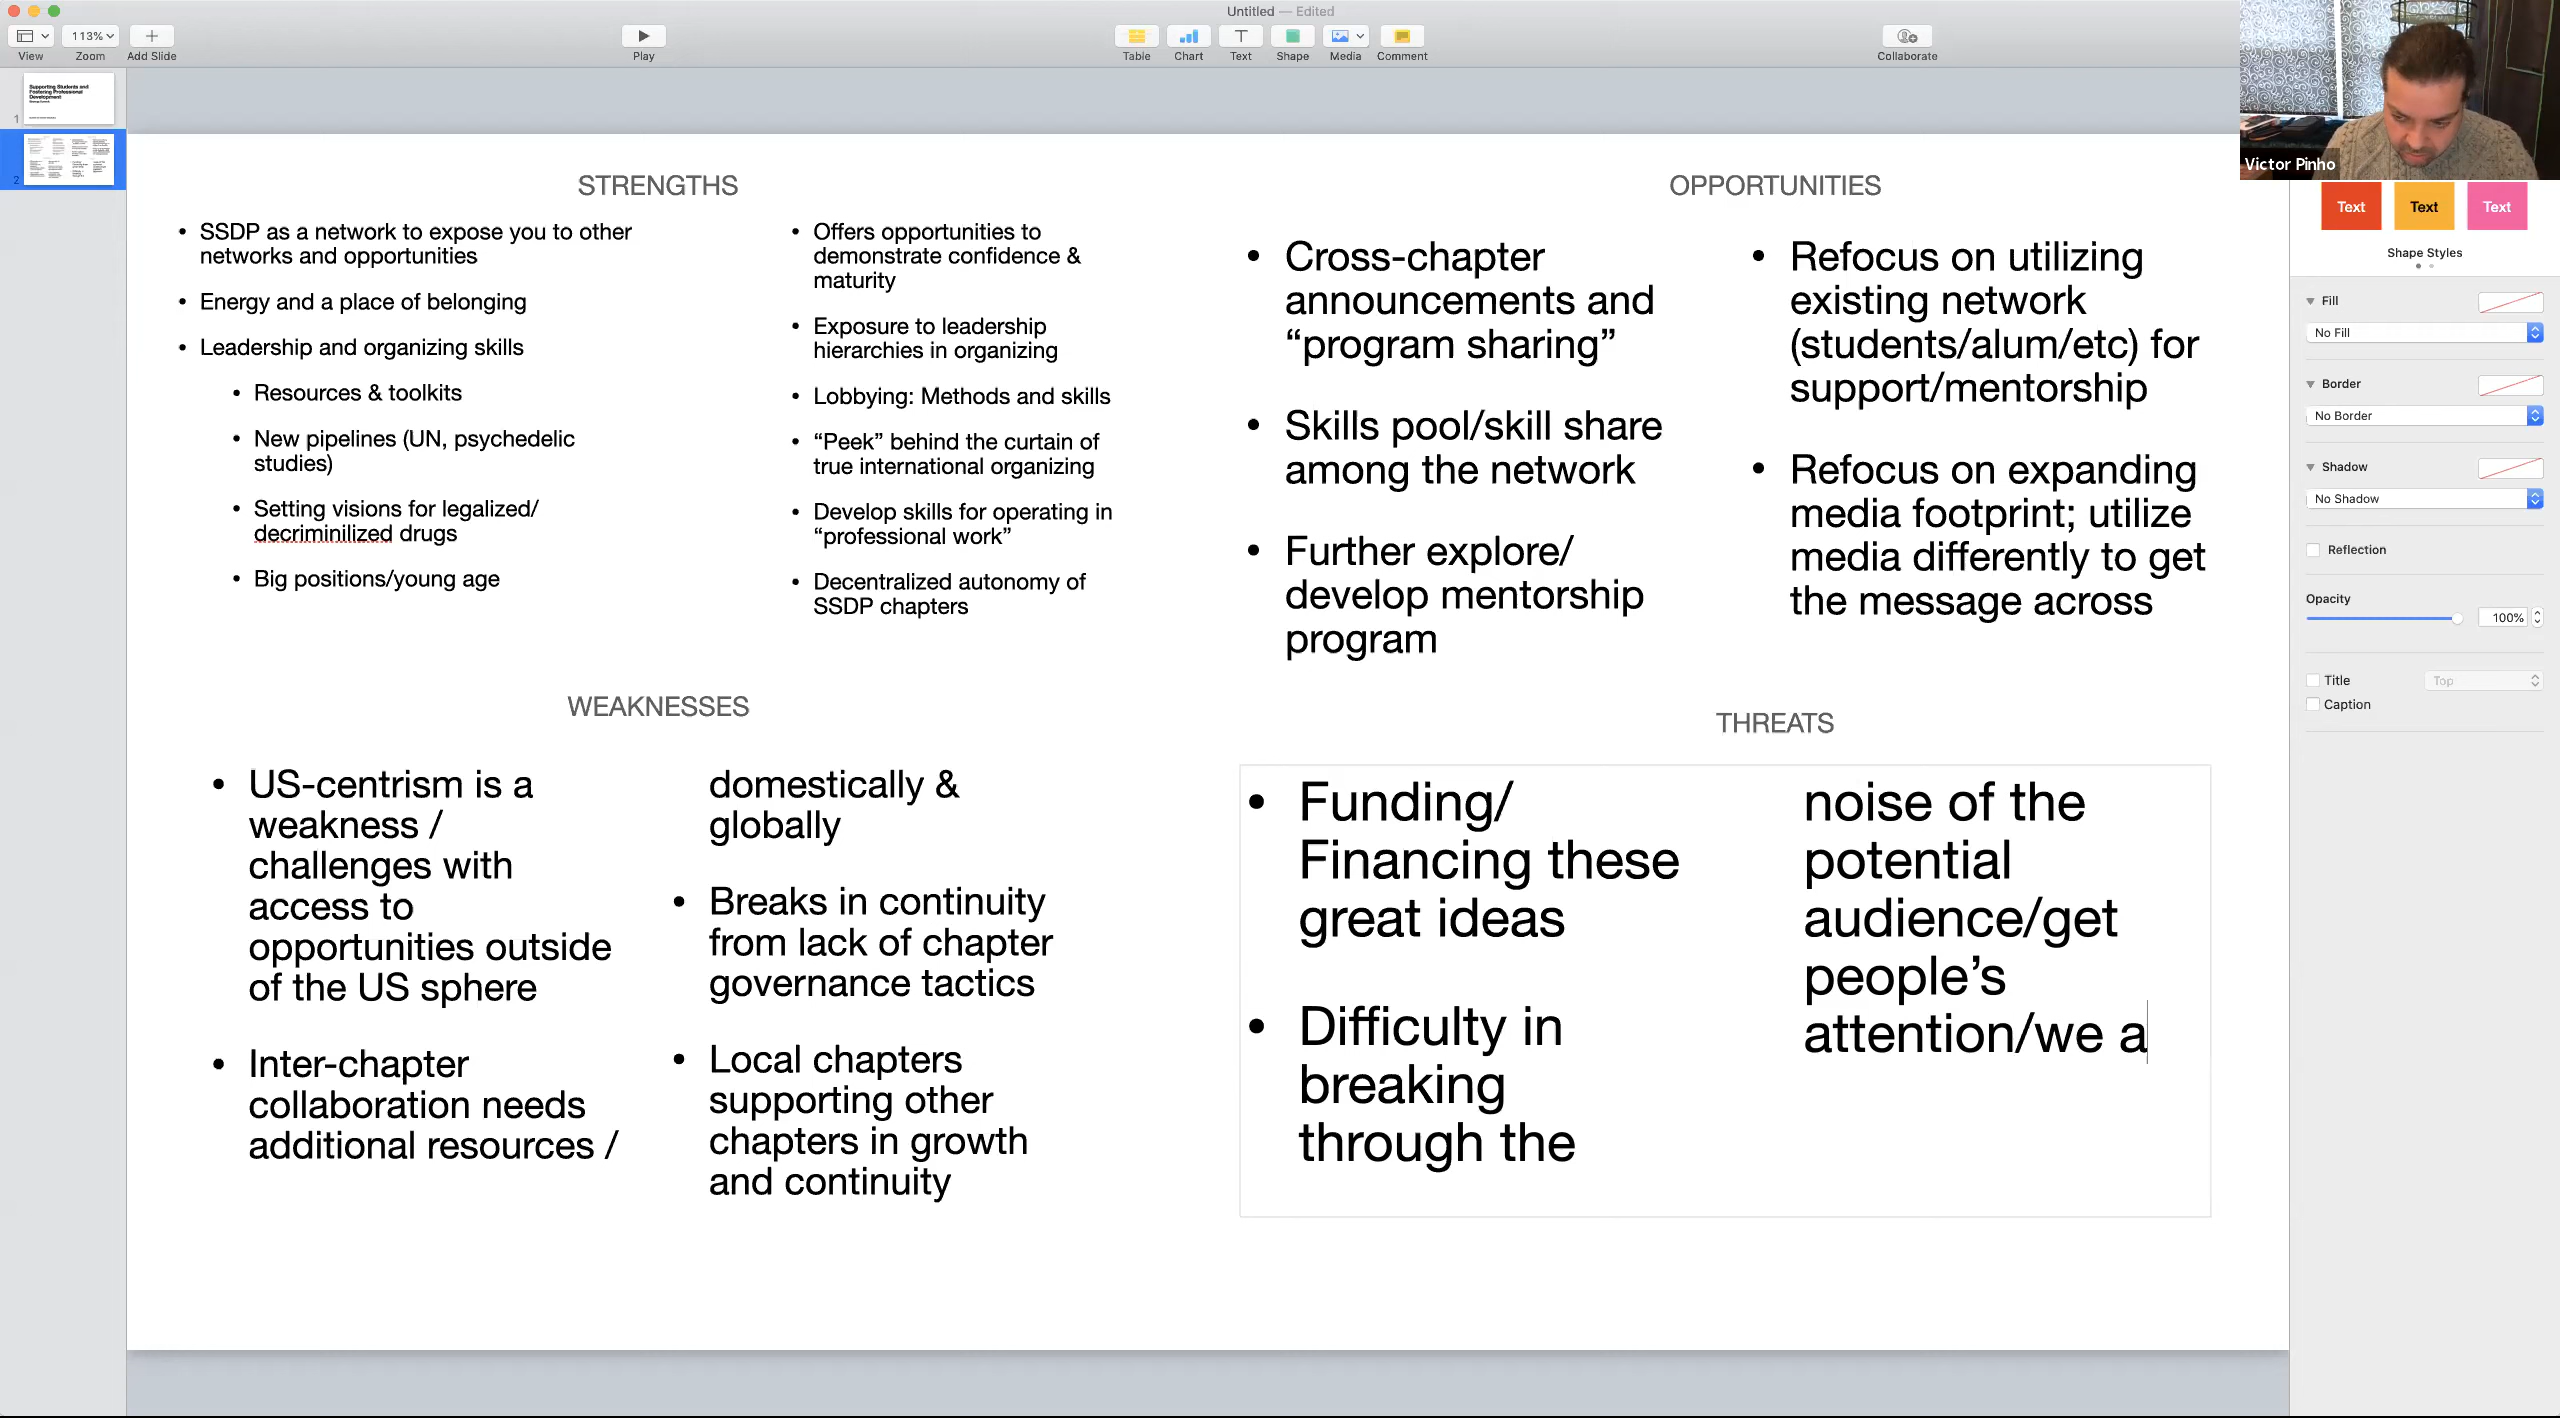 Untitled — Edited
View
113%
Zoom
Add Slide
Play
Table
Chart
Text
Shape
Media
Comment
Collaborate
Victor Pinho
1
Supporting Students and
Fostering Professional
Development
2
STRENGTHS
• SSDP as a network to expose you to other
networks and opportunities
• Energy and a place of belonging
• Leadership and organizing skills
• Resources & toolkits
• New pipelines (UN, psychedelic
studies)
• Setting visions for legalized/
decriminilized drugs
• Big positions/young age
• Offers opportunities to
demonstrate confidence &
maturity
• Exposure to leadership
hierarchies in organizing
• Lobbying: Methods and skills
• “Peek” behind the curtain of
true international organizing
• Develop skills for operating in
“professional work”
• Decentralized autonomy of
SSDP chapters
OPPORTUNITIES
• Cross-chapter
announcements and
“program sharing”
• Skills pool/skill share
among the network
• Further explore/
develop mentorship
program
• Refocus on utilizing
existing network
(students/alum/etc) for
support/mentorship
• Refocus on expanding
media footprint; utilize
media differently to get
the message across
WEAKNESSES
• US-centrism is a
weakness /
challenges with
access to
opportunities outside
of the US sphere
• Inter-chapter
collaboration needs
additional resources /
domestically &
globally
• Breaks in continuity
from lack of chapter
governance tactics
• Local chapters
supporting other
chapters in growth
and continuity
THREATS
• Funding/
Financing these
great ideas
• Difficulty in
breaking
through the
noise of the
potential
audience/get
people’s
attention/we a
Text
Text
Text
Shape Styles
Fill
No Fill
Border
No Border
Shadow
No Shadow
Reflection
Opacity
100%
Title
Top
Caption